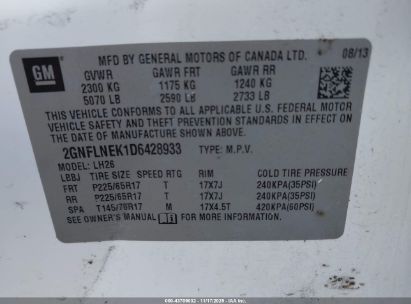 GM
MFD BY GENERAL MOTORS OF CANADA LTD. 08/13
GVWR GAWR FRT GAWR RR
2300 KG 1175 KG 1240 KG
5070 LB 2590 LB 2733 LB
THIS VEHICLE CONFORMS TO ALL APPLICABLE U.S. FEDERAL MOTOR
VEHICLE SAFETY, BUMPER, AND THEFT PREVENTION STANDARDS IN
EFFECT ON THE DATE OF MANUFACTURE SHOWN ABOVE.
2GNFLNEK1D6428933 TYPE: M.P.V.
MODEL: LH26
LBBJ TIRE SIZE SPEED RTG RIM COLD TIRE PRESSURE
FRT P225/65R17 T 17X7J 240KPA(35PSI)
RR P225/65R17 T 17X7J 240KPA(35PSI)
SPA T145/70R17 M 17X4.5T 420KPA(60PSI)
SEE OWNER'S MANUAL FOR MORE INFORMATION.